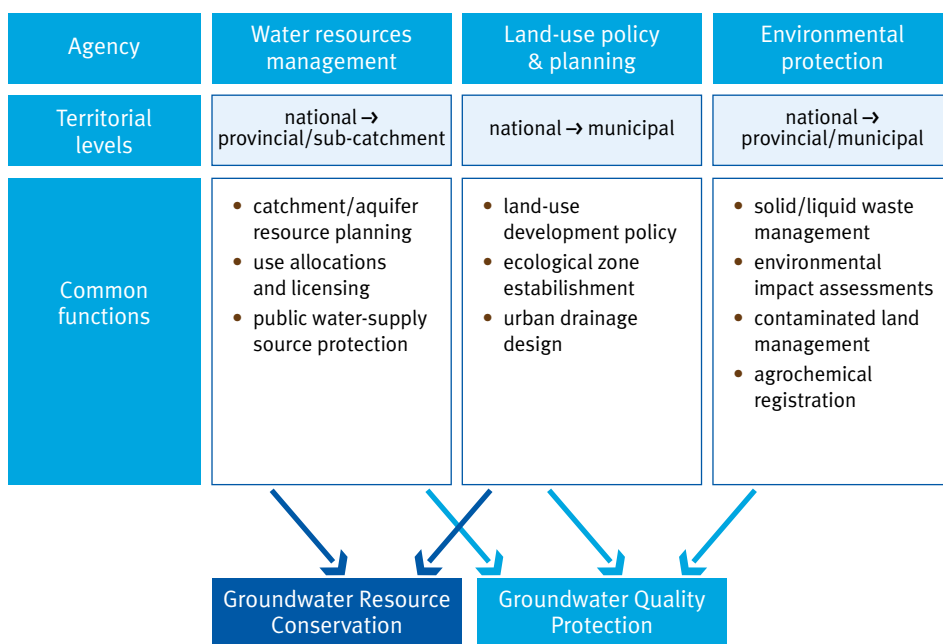 Agency
Water resources
management
Land-use policy
& planning
Environmental
protection
Territorial
levels
national →
provincial/sub-catchment
national → municipal
national →
provincial/municipal
Common
functions
• catchment/aquifer
resource planning
• use allocations
and licensing
• public water-supply
source protection
• land-use
development policy
• ecological zone
estabilishment
• urban drainage
design
• solid/liquid waste
management
• environmental
impact assessments
• contaminated land
management
• agrochemical
registration
Groundwater Resource
Conservation
Groundwater Quality
Protection